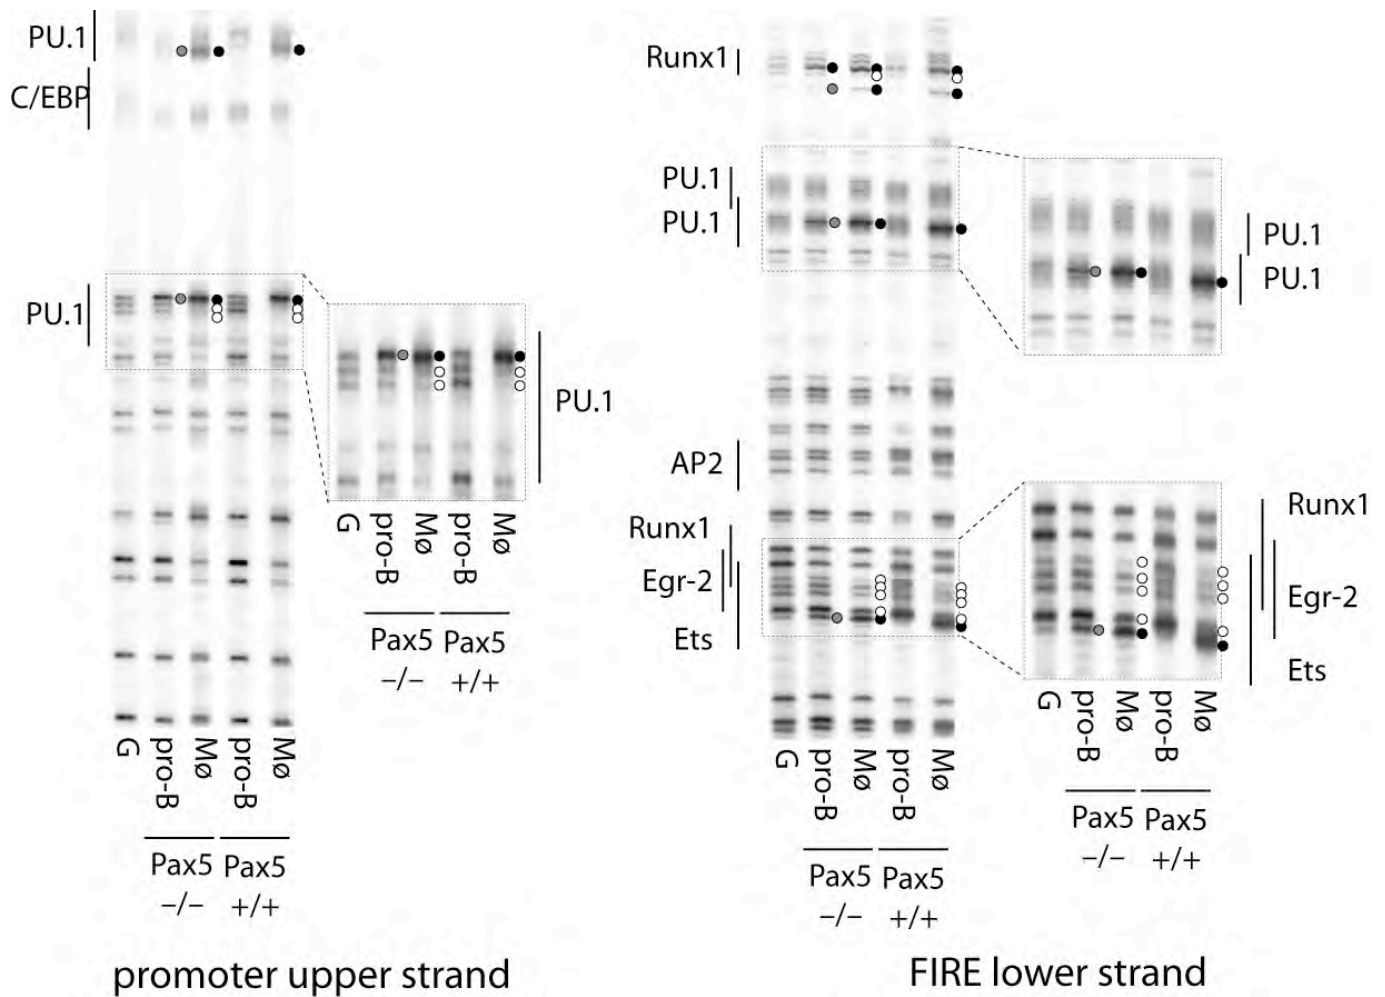 PU.1
C/EBP
PU.1
G
pro-B
Mø
pro-B
Mø
Pax5 Pax5
–/– +/+
PU.1
G
pro-B
Mø
pro-B
Mø
Pax5 Pax5
–/– +/+
promoter upper strand
Runx1
PU.1
PU.1
AP2
Runx1
Egr-2
Ets
G
pro-B
Mø
pro-B
Mø
Pax5 Pax5
–/– +/+
PU.1
PU.1
Runx1
Egr-2
Ets
G
pro-B
Mø
pro-B
Mø
Pax5 Pax5
–/– +/+
FIRE lower strand